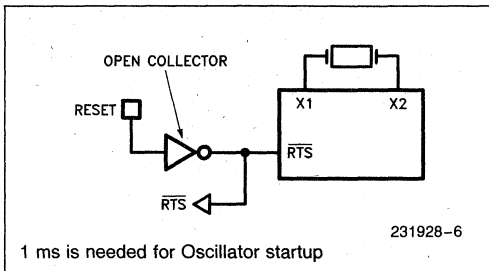 OPEN COLLECTOR
RESET
X1 X2
RTS
RTS
231928-6
1 ms is needed for Oscillator startup